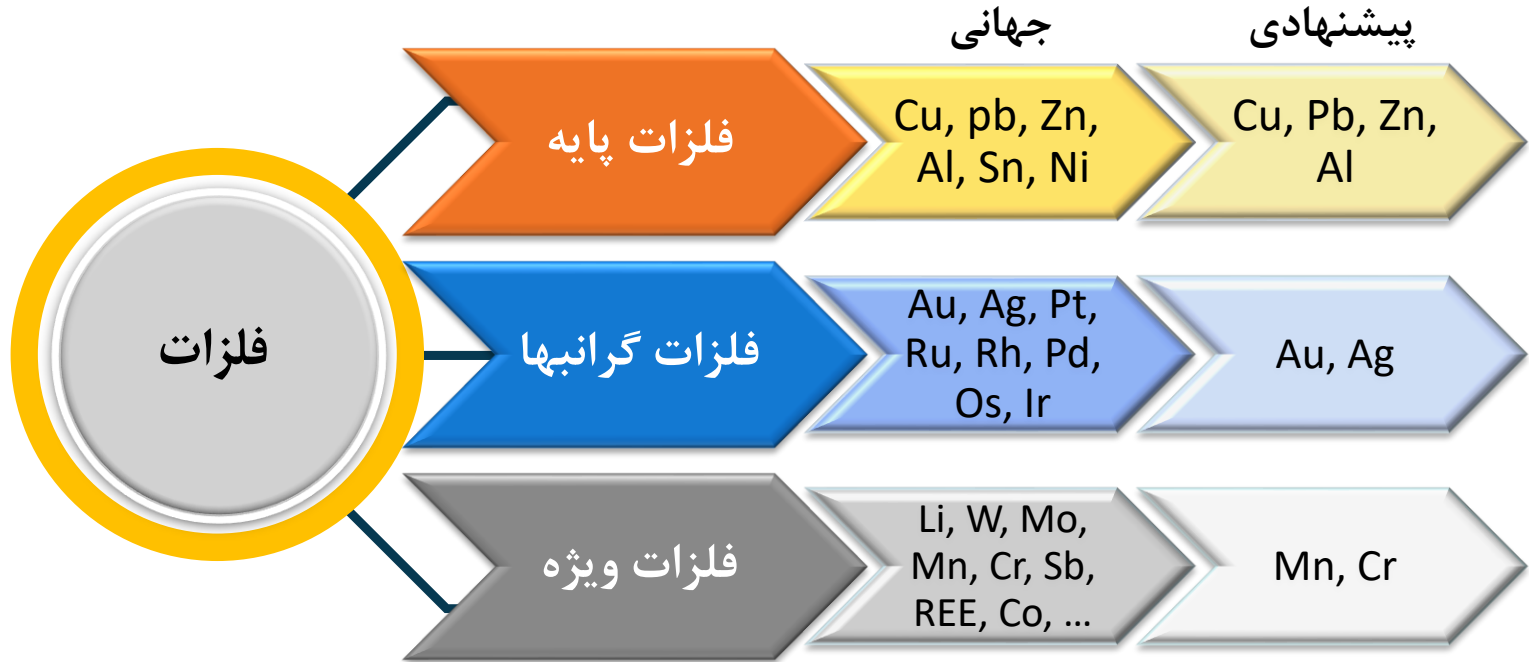 جهانی
پیشنهادی
فلزات
فلزات پایه
Cu, pb, Zn,
Al, Sn, Ni
Cu, Pb, Zn,
Al
فلزات گرانبها
Au, Ag, Pt,
Ru, Rh, Pd,
Os, Ir
Au, Ag
فلزات ویژه
Li, W, Mo,
Mn, Cr, Sb,
REE, Co, ...
Mn, Cr